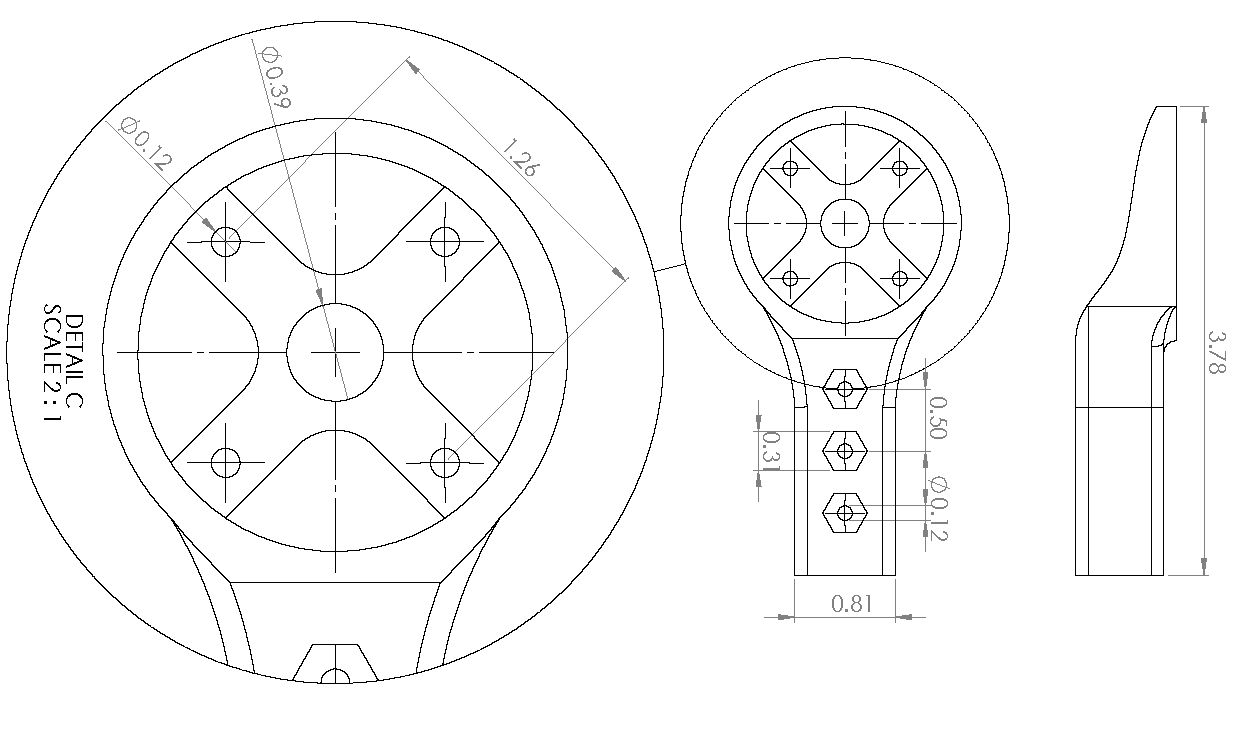 Ø0.39
Ø0.12
1.26
DETAIL C
SCALE 2 : 1
3.78
0.50
0.31
Ø0.12
0.81